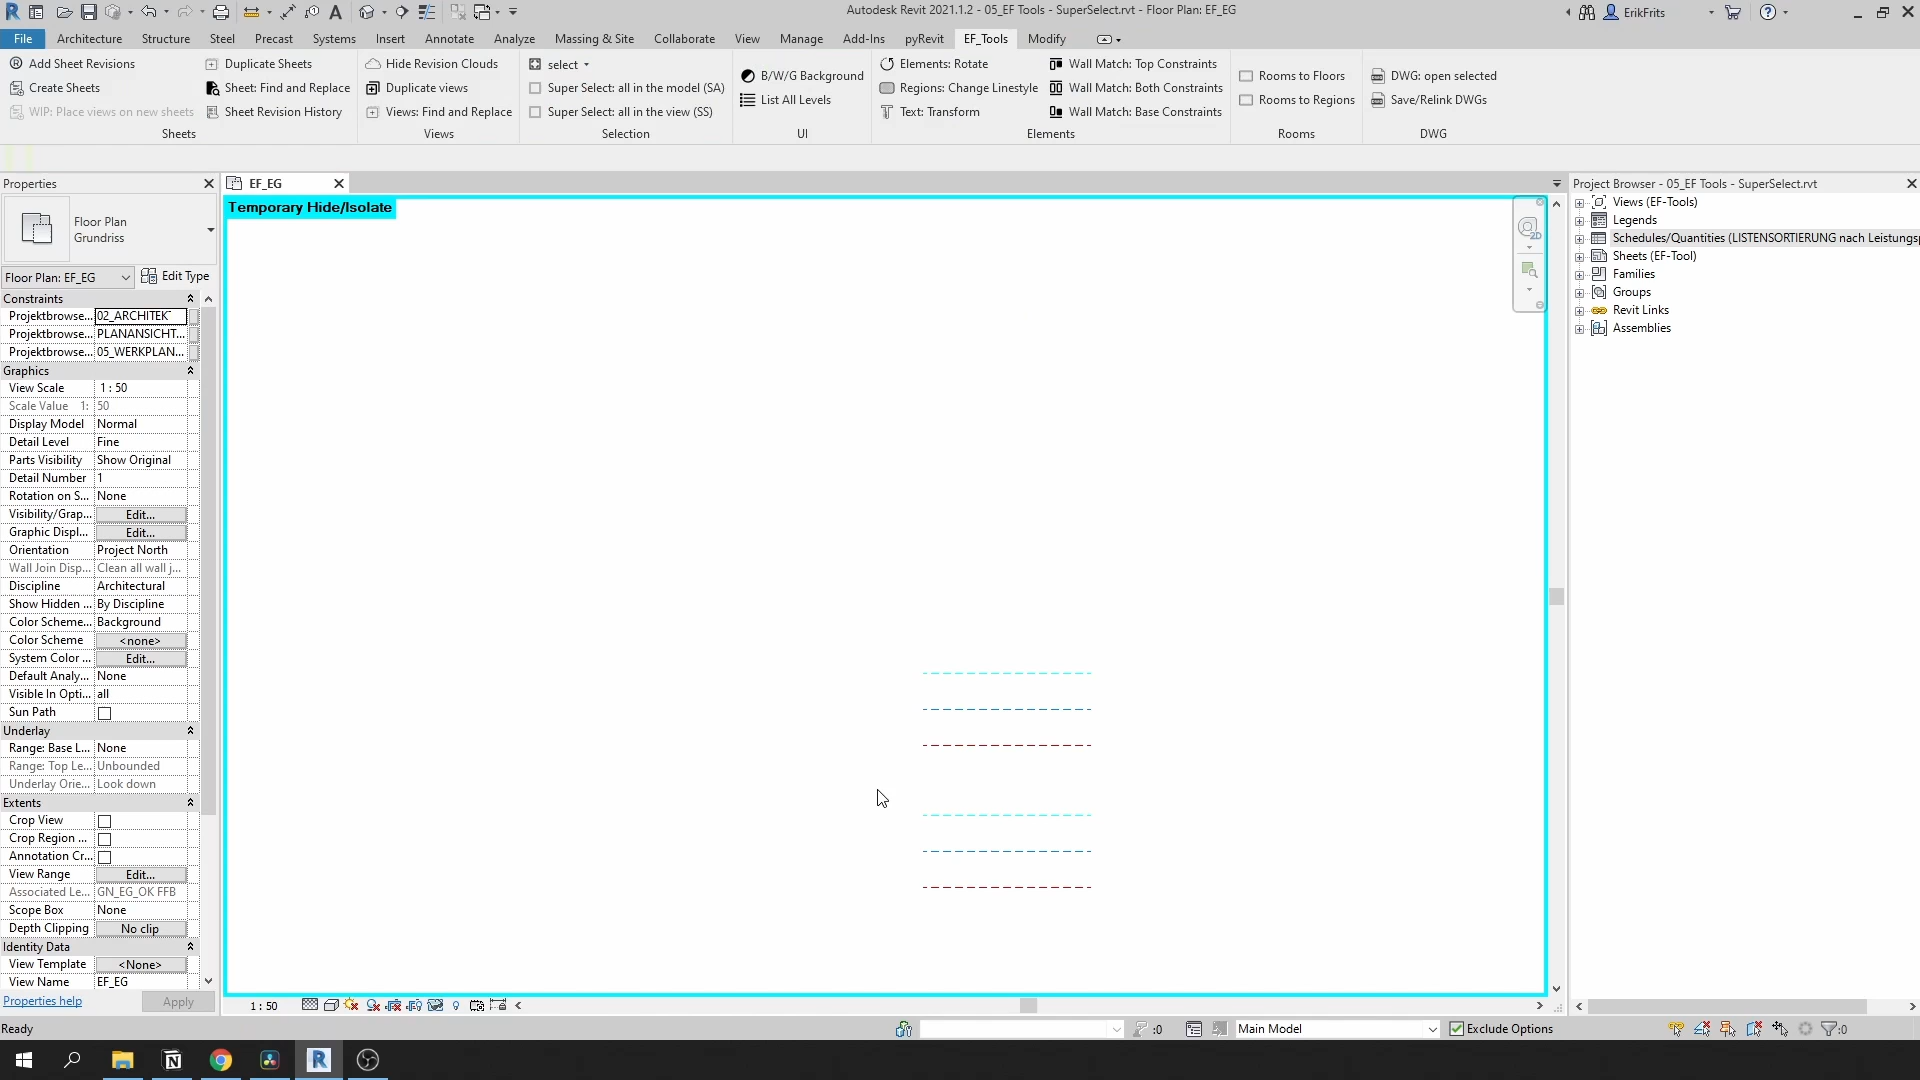 Autodesk Revit 2021.1.2 - 05_EF Tools - SuperSelect.rvt - Floor Plan: EF_EG
ErikFrits
File
Architecture
Structure
Steel
Precast
Systems
Insert
Annotate
Analyze
Massing & Site
Collaborate
View
Manage
Add-Ins
pyRevit
EF_Tools
Modify
Add Sheet Revisions
Create Sheets
WIP: Place views on new sheets
Duplicate Sheets
Sheet: Find and Replace
Sheet Revision History
Sheets
Hide Revision Clouds
Duplicate views
Views: Find and Replace
Views
select
Super Select: all in the model (SA)
Super Select: all in the view (SS)
Selection
B/W/G Background
List All Levels
UI
Elements: Rotate
Regions: Change Linestyle
Text: Transform
Wall Match: Top Constraints
Wall Match: Both Constraints
Wall Match: Base Constraints
Elements
Rooms to Floors
Rooms to Regions
Rooms
DWG: open selected
Save/Relink DWGs
DWG
Properties
Floor Plan
Grundriss
Floor Plan: EF_EG
Edit Type
Constraints
Projektbrowse... 02_ARCHITEKT
Projektbrowse... PLANANSICHT...
Projektbrowse... 05_WERKPLAN...
Graphics
View Scale 1 : 50
Scale Value 1: 50
Display Model Normal
Detail Level Fine
Parts Visibility Show Original
Detail Number 1
Rotation on S... None
Visibility/Grap... Edit...
Graphic Displ... Edit...
Orientation Project North
Wall Join Disp... Clean all wall j...
Discipline Architectural
Show Hidden ... By Discipline
Color Scheme... Background
Color Scheme <none>
System Color ... Edit...
Default Analy... None
Visible In Opti... all
Sun Path
Underlay
Range: Base L... None
Range: Top Le... Unbounded
Underlay Orie... Look down
Extents
Crop View
Crop Region ...
Annotation Cr...
View Range Edit...
Associated Le... GN_EG_OK FFB
Scope Box None
Depth Clipping No clip
Identity Data
View Template <None>
View Name EF_EG
Properties help
Apply
EF_EG
Temporary Hide/Isolate
2D
1 : 50
Project Browser - 05_EF Tools - SuperSelect.rvt
Views (EF-Tools)
Legends
Schedules/Quantities (LISTENSORTIERUNG nach Leistungsp
Sheets (EF-Tool)
Families
Groups
Revit Links
Assemblies
Ready
:0
Main Model
Exclude Options
:0